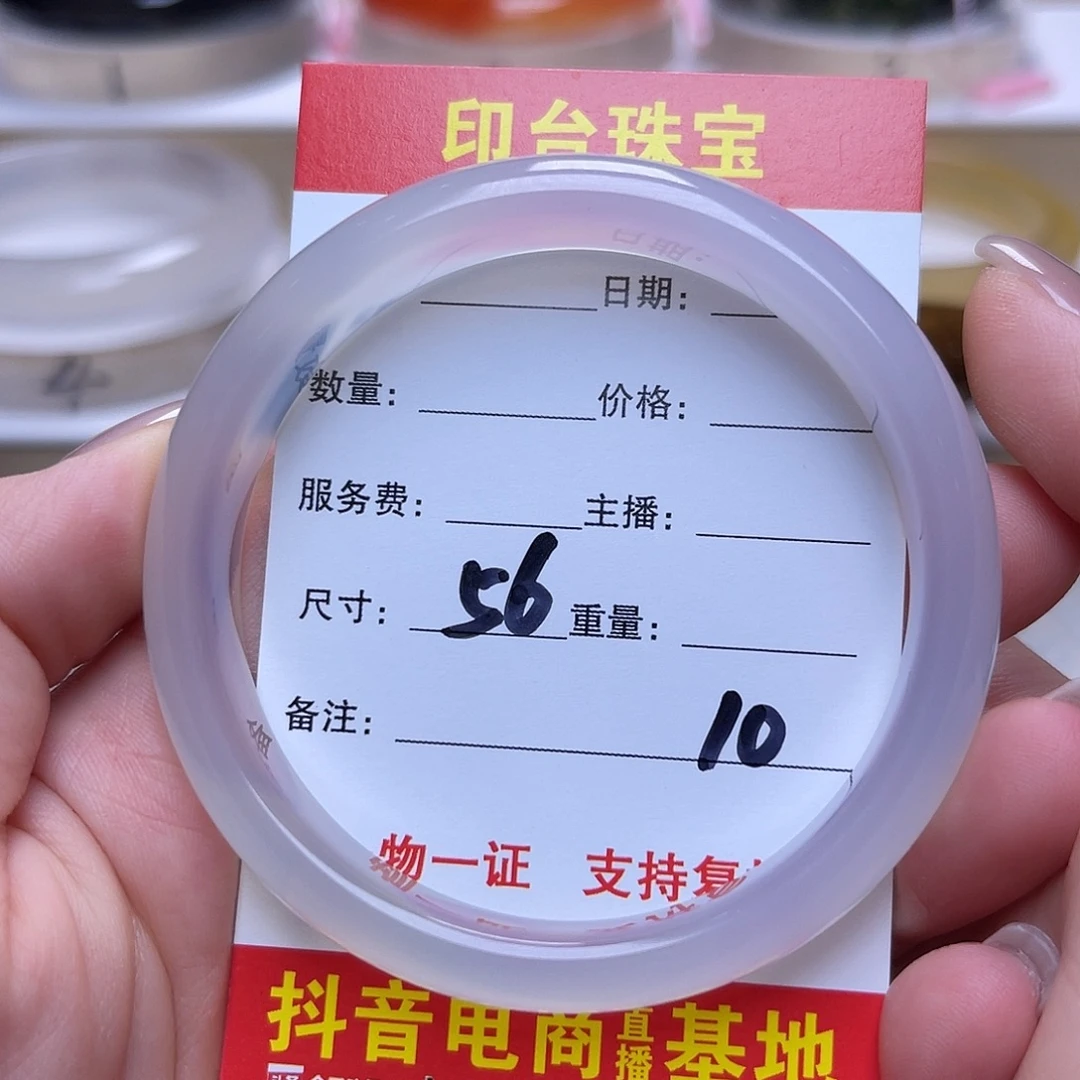 印台珠宝
日期：
数量： 价格：
服务费： 主播：
尺寸： 56 重量：
备注： 10
物一证 支持复
抖音电商直播基地
4